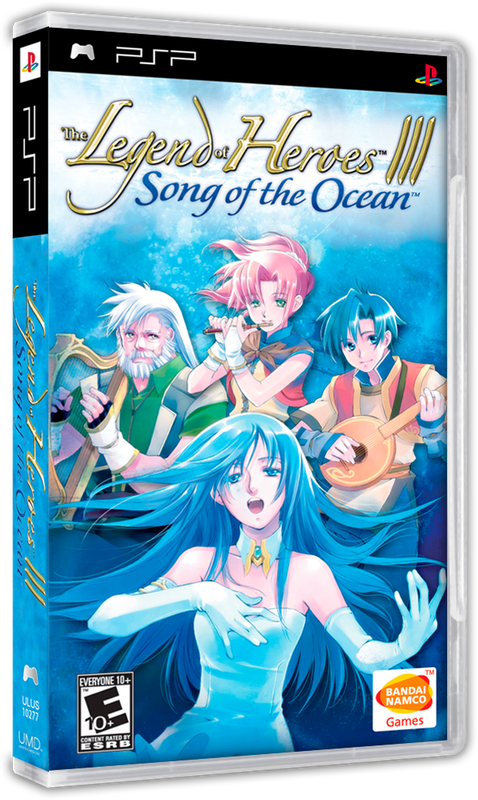 PSP
The Legend of Heroes™ III
Song of the Ocean™
PSP
The Legend of Heroes III
Song of the Ocean
EVERYONE 10+
E
10+
CONTENT RATED BY
ESRB
BANDAI
NAMCO
Games
TM
ULUS
10277
UMD